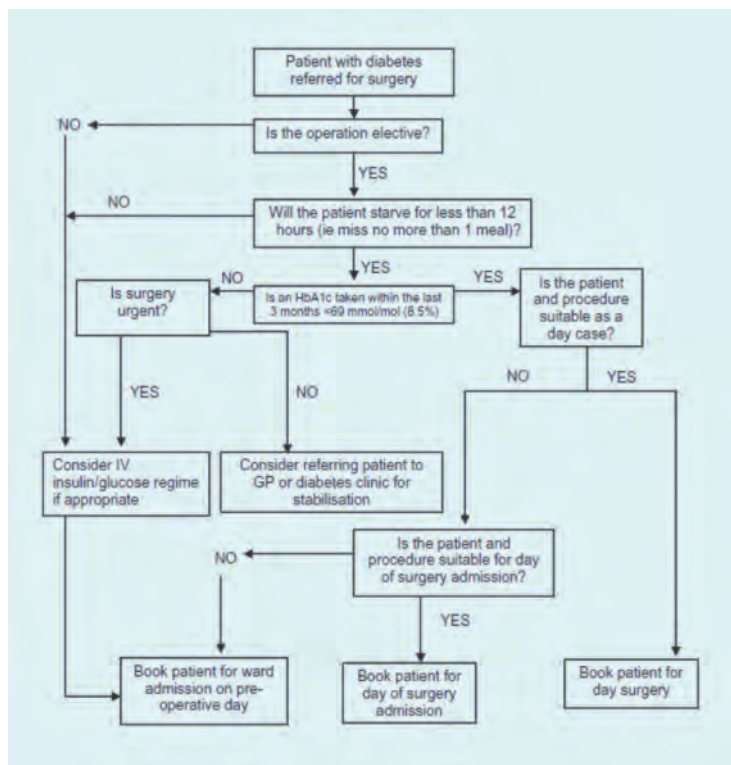 Patient with diabetes
referred for surgery
NO
Is the operation elective?
YES
NO
Will the patient starve for less than 12
hours (ie miss no more than 1 meal)?
YES
NO
Is surgery
urgent?
Is an HbA1c taken within the last
3 months <69 mmol/mol (8.5%)
YES
Is the patient
and procedure
suitable as a
day case?
NO
YES
YES
NO
Consider IV
insulin/glucose regime
if appropriate
Consider referring patient to
GP or diabetes clinic for
stabilisation
Is the patient and
procedure suitable for day
of surgery admission?
NO
YES
Book patient for ward
admission on pre-
operative day
Book patient for
day of surgery
admission
Book patient for
day surgery